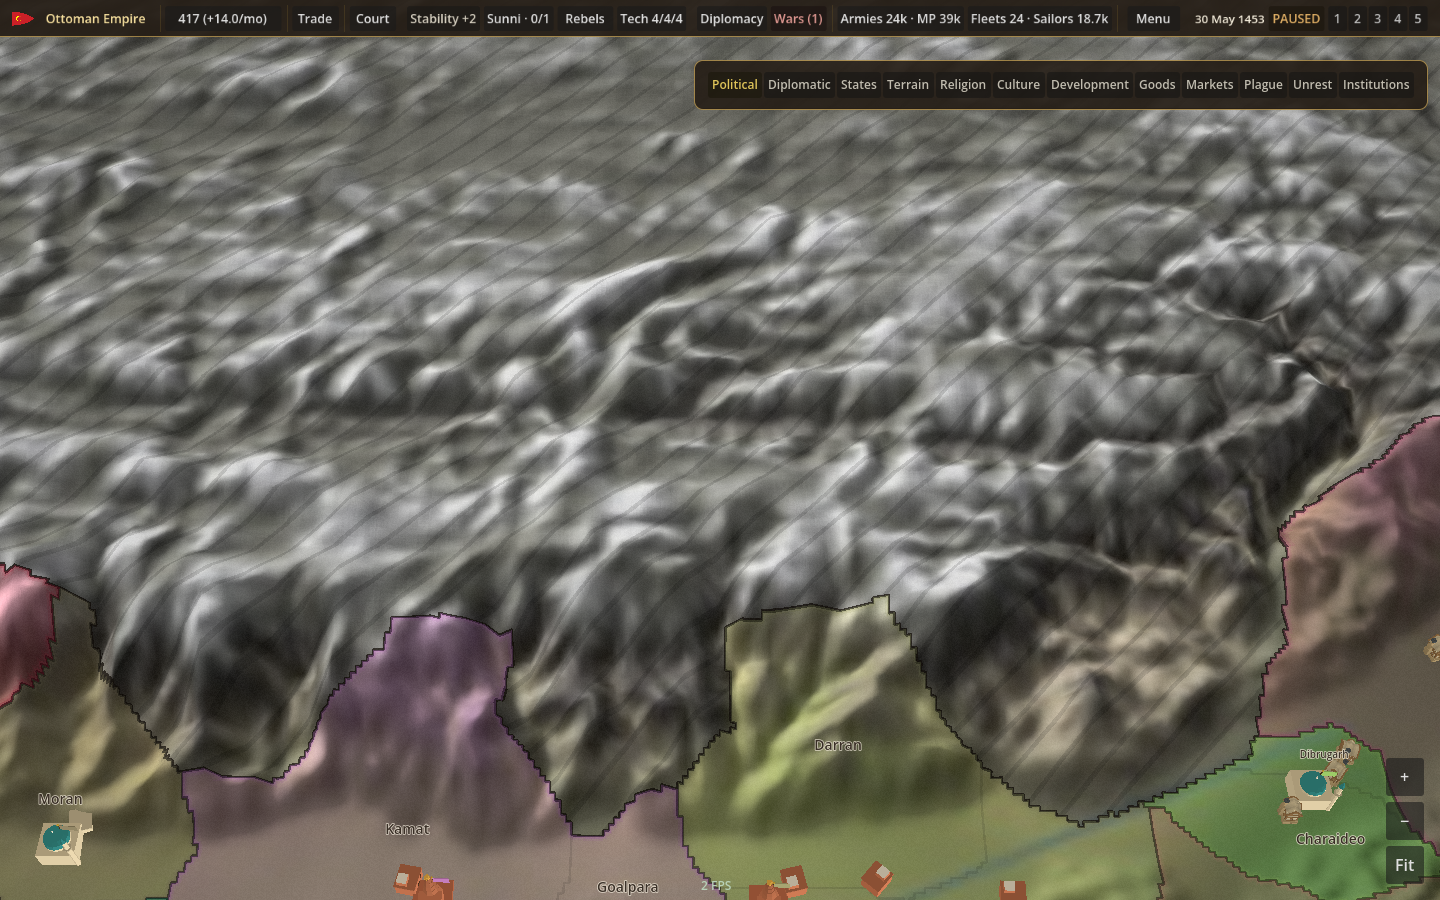 Ottoman Empire 417 (+14.0/mo) Trade Court Stability +2 Sunni · 0/1 Rebels Tech 4/4/4 Diplomacy Wars (1) Armies 24k · MP 39k Fleets 24 · Sailors 18.7k Menu 30 May 1453 PAUSED 1 2 3 4 5
Political Diplomatic States Terrain Religion Culture Development Goods Markets Plague Unrest Institutions
Darran
Dibrugarh
+
Moran
−
Kamat
Charaideo
Fit
Goalpara
2 FPS